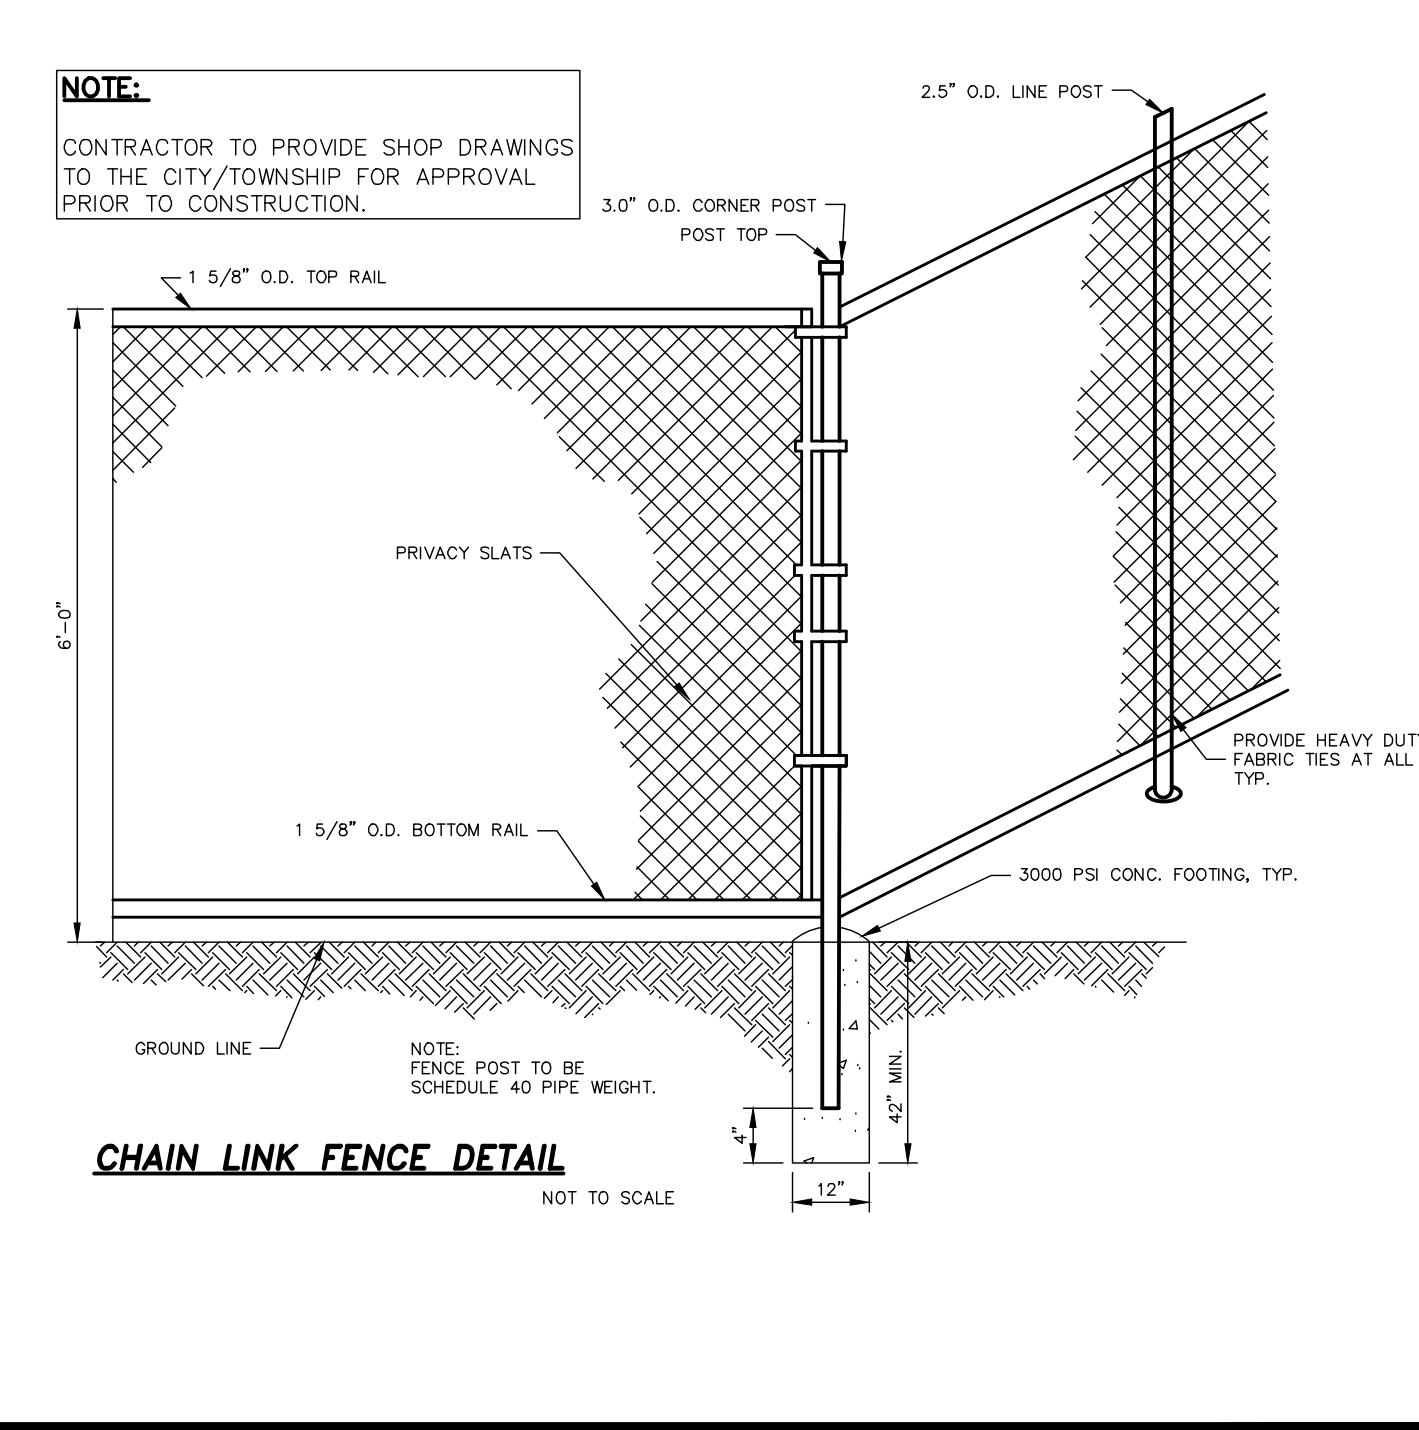 NOTE:
CONTRACTOR TO PROVIDE SHOP DRAWINGS
TO THE CITY/TOWNSHIP FOR APPROVAL
PRIOR TO CONSTRUCTION.
2.5" O.D. LINE POST
3.0" O.D. CORNER POST
POST TOP
1 5/8" O.D. TOP RAIL
PRIVACY SLATS
6'-0"
PROVIDE HEAVY
FABRIC TIES AT ALL
TYP.
1 5/8" O.D. BOTTOM RAIL
3000 PSI CONC. FOOTING, TYP.
GROUND LINE
NOTE:
FENCE POST TO BE
SCHEDULE 40 PIPE WEIGHT.
42" MIN.
4"
12"
CHAIN LINK FENCE DETAIL
NOT TO SCALE